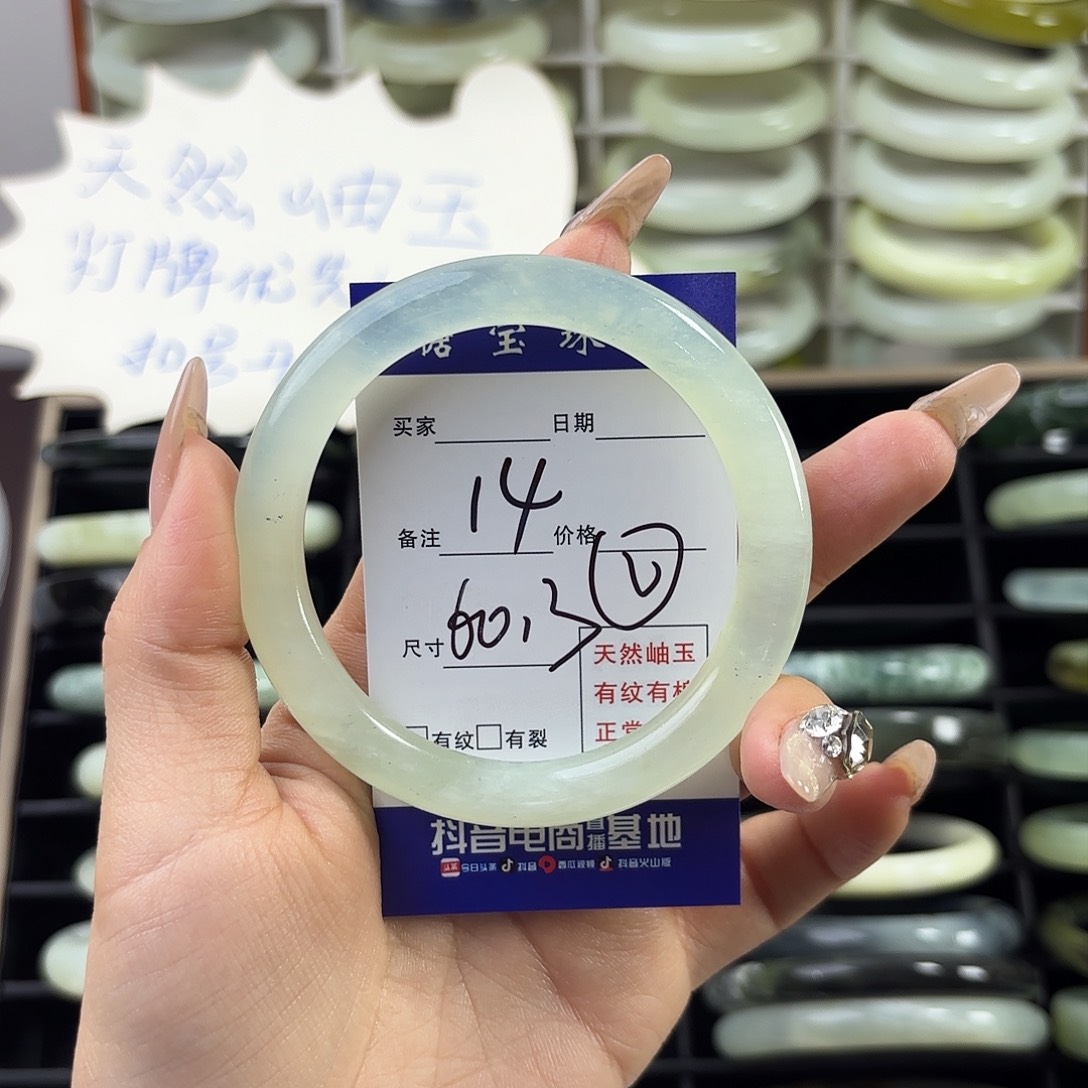 天然岫玉
灯牌优奖
扣号
宝珠
买家 日期
14
备注 价格
60.3
尺寸
天然岫玉
有纹有
正常
有纹 有裂
抖音电商直播基地
今日头条 抖音 西瓜视频 抖音火山版